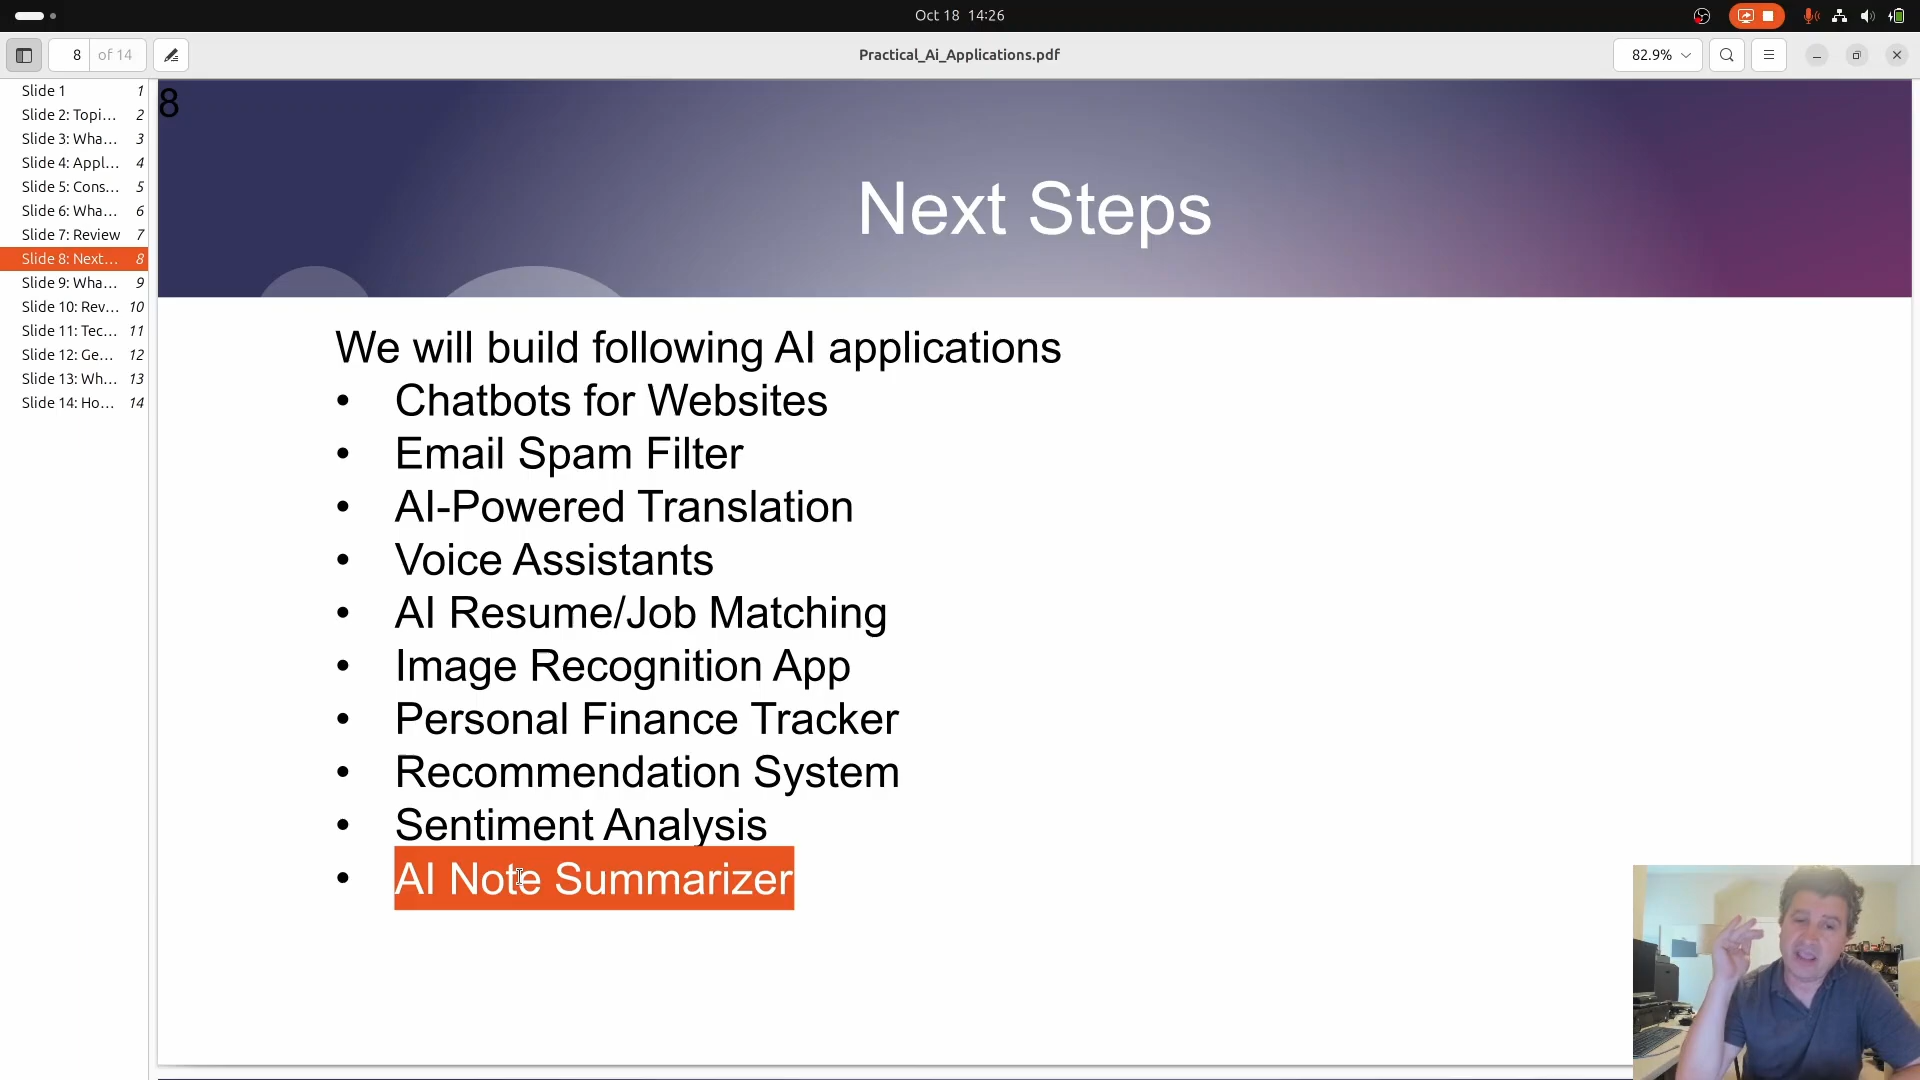 Oct 18 14:26
8 of 14
Practical_Ai_Applications.pdf
82.9%
Slide 1 1
Slide 2: Topi... 2
Slide 3: Wha... 3
Slide 4: Appl... 4
Slide 5: Cons... 5
Slide 6: Wha... 6
Slide 7: Review 7
Slide 8: Next... 8
Slide 9: Wha... 9
Slide 10: Rev... 10
Slide 11: Tec... 11
Slide 12: Ge... 12
Slide 13: Wh... 13
Slide 14: Ho... 14
8
Next Steps
We will build following AI applications
• Chatbots for Websites
• Email Spam Filter
• AI-Powered Translation
• Voice Assistants
• AI Resume/Job Matching
• Image Recognition App
• Personal Finance Tracker
• Recommendation System
• Sentiment Analysis
• AI Note Summarizer